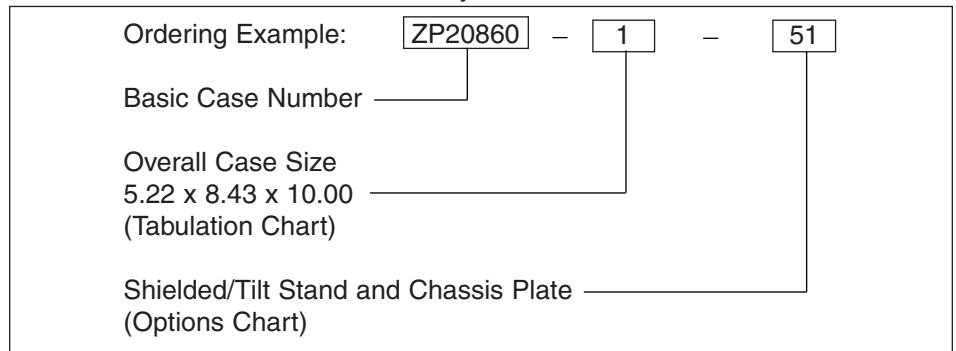 Ordering Example: ZP20860 – 1 – 51
Basic Case Number
Overall Case Size
5.22 x 8.43 x 10.00
(Tabulation Chart)
Shielded/Tilt Stand and Chassis Plate
(Options Chart)